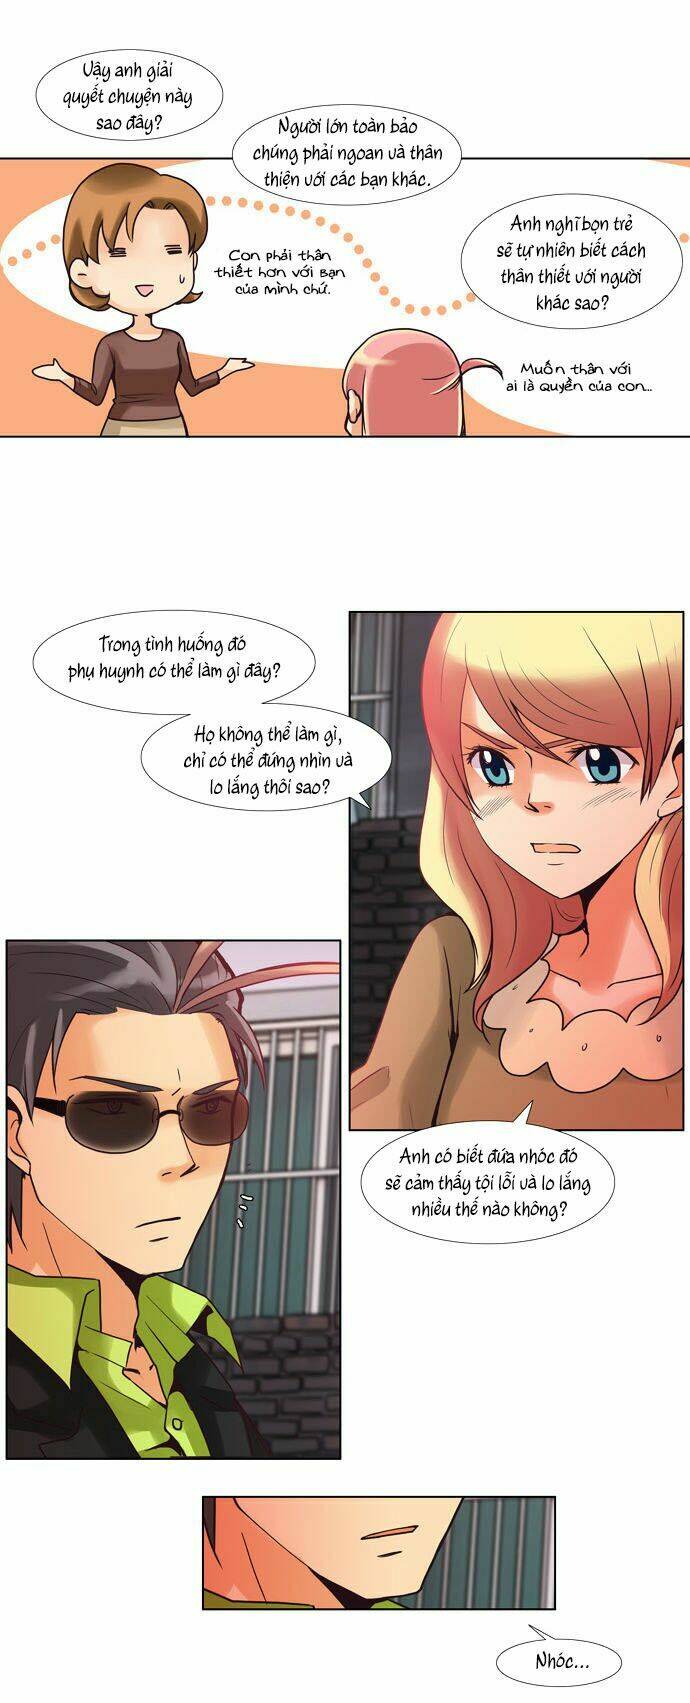 Vậy anh giải
quyết chuyện này
sao đây?
Người lớn toàn bảo
chúng phải ngoan và thân
thiện với các bạn khác.
Con phải thân
thiết hơn với bạn
của mình chứ.
Anh nghĩ bọn trẻ
sẽ tự nhiên biết cách
thân thiết với người
khác sao?
Muốn thân với
ai là quyền của con...
Trong tình huống đó
phụ huynh có thể làm gì đây?
Họ không thể làm gì,
chỉ có thể đứng nhìn và
lo lắng thôi sao?
Anh có biết đứa nhóc đó
sẽ cảm thấy tội lỗi và lo lắng
nhiều thế nào không?
Nhóc...